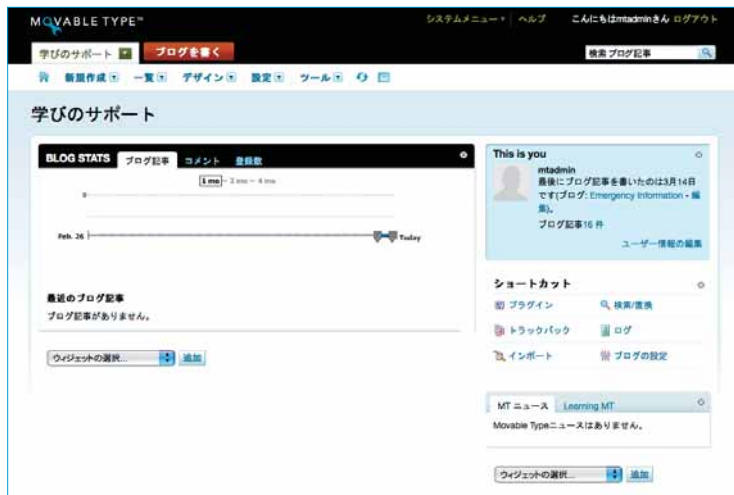 MOVABLE TYPE™
システムメニュー ヘルプ こんにちはmtadminさん ログアウト
学びのサポート ブログを書く 検索 ブログ記事
新規作成 一覧 デザイン 設定 ツール
学びのサポート
BLOG STATS ブログ記事 コメント 登録数
1 mo - 2 mo - 4 mo
0
Feb. 26 Today
最近のブログ記事
ブログ記事がありません。
ウィジェットの選択... 追加
This is you
mtadmin
最後にブログ記事を書いたのは3月14日
です(ブログ: Emergency Information - 編
集)。
ブログ記事16 件
ユーザー情報の編集
ショートカット
プラグイン 検索/置換
トラックバック ログ
インポート ブログの設定
MT ニュース Learning MT
Movable Typeニュースはありません。
ウィジェットの選択... 追加